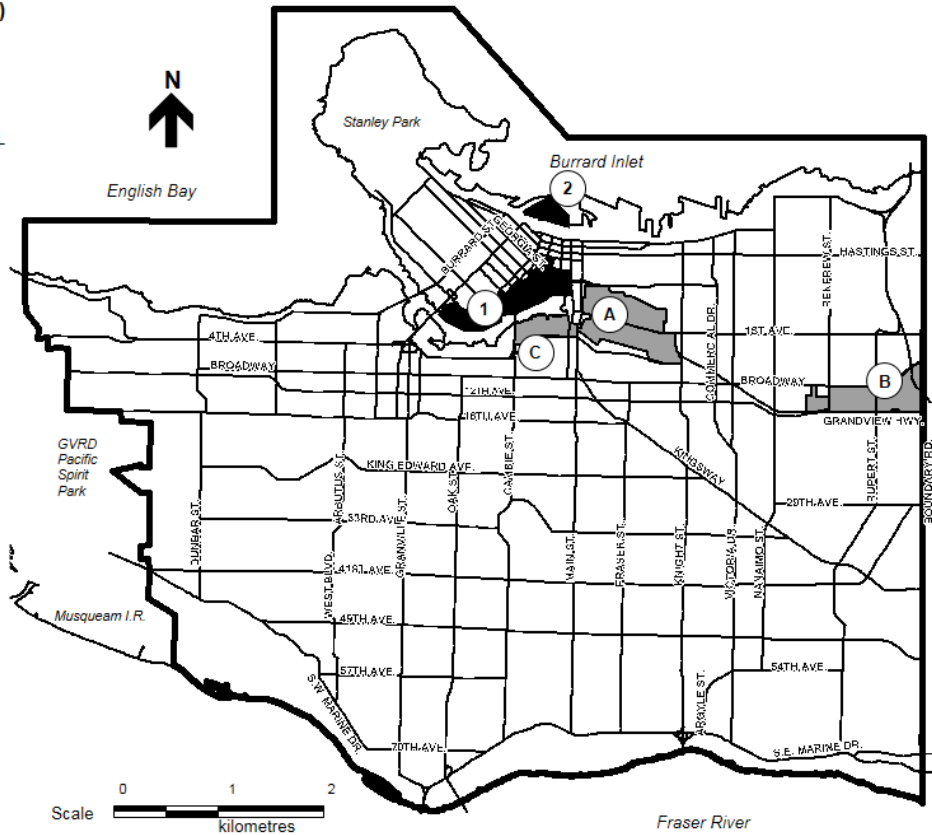 )
N
Stanley Park
English Bay
Burrard Inlet
2
BURRARD ST.
GEORGIA ST.
HASTINGS ST.
RENFREW ST.
1
A
COMMERCIAL DR.
1ST AVE.
4TH AVE.
C
B
BROADWAY
BROADWAY
12TH AVE.
16TH AVE.
GRANDVIEW HWY.
GVRD
Pacific
Spirit
Park
KING EDWARD AVE.
ARBUTUS ST.
OAK ST.
CAMBIE ST.
KINGSWAY
RUPERT ST.
BOUNDARY RD.
29TH AVE.
DUNBAR ST.
33RD AVE.
GRANVILLE ST.
MAIN ST.
FRASER ST.
KNIGHT ST.
VICTORIA DR.
NANAIMO ST.
WEST BLVD.
41ST AVE.
Musqueam I.R.
49TH AVE.
57TH AVE.
54TH AVE.
ARGYLE ST.
S.W MARINE DR.
70TH AVE.
S.E. MARINE DR.
0 1 2
Scale
kilometres
Fraser River